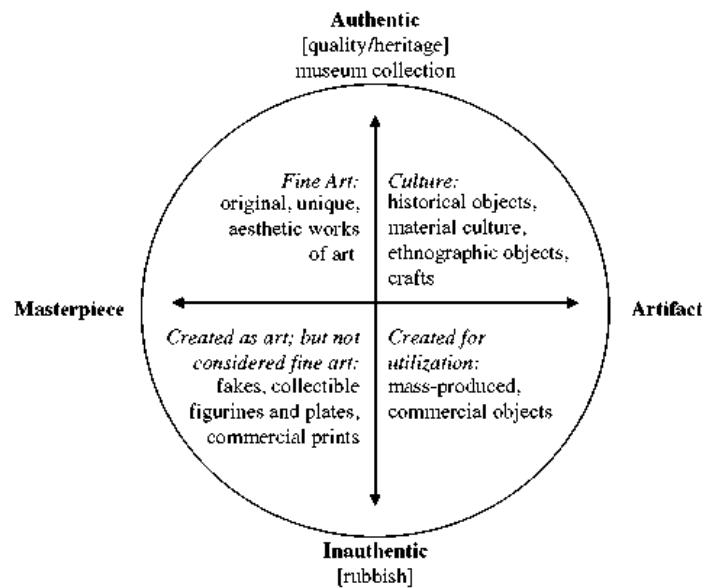 Authentic
[quality/heritage]
museum collection
Fine Art:
original, unique,
aesthetic works
of art
Culture:
historical objects,
material culture,
ethnographic objects,
crafts
Masterpiece
Artifact
Created as art; but not
considered fine art:
fakes, collectible
figurines and plates,
commercial prints
Created for
utilization:
mass-produced,
commercial objects
Inauthentic
[rubbish]